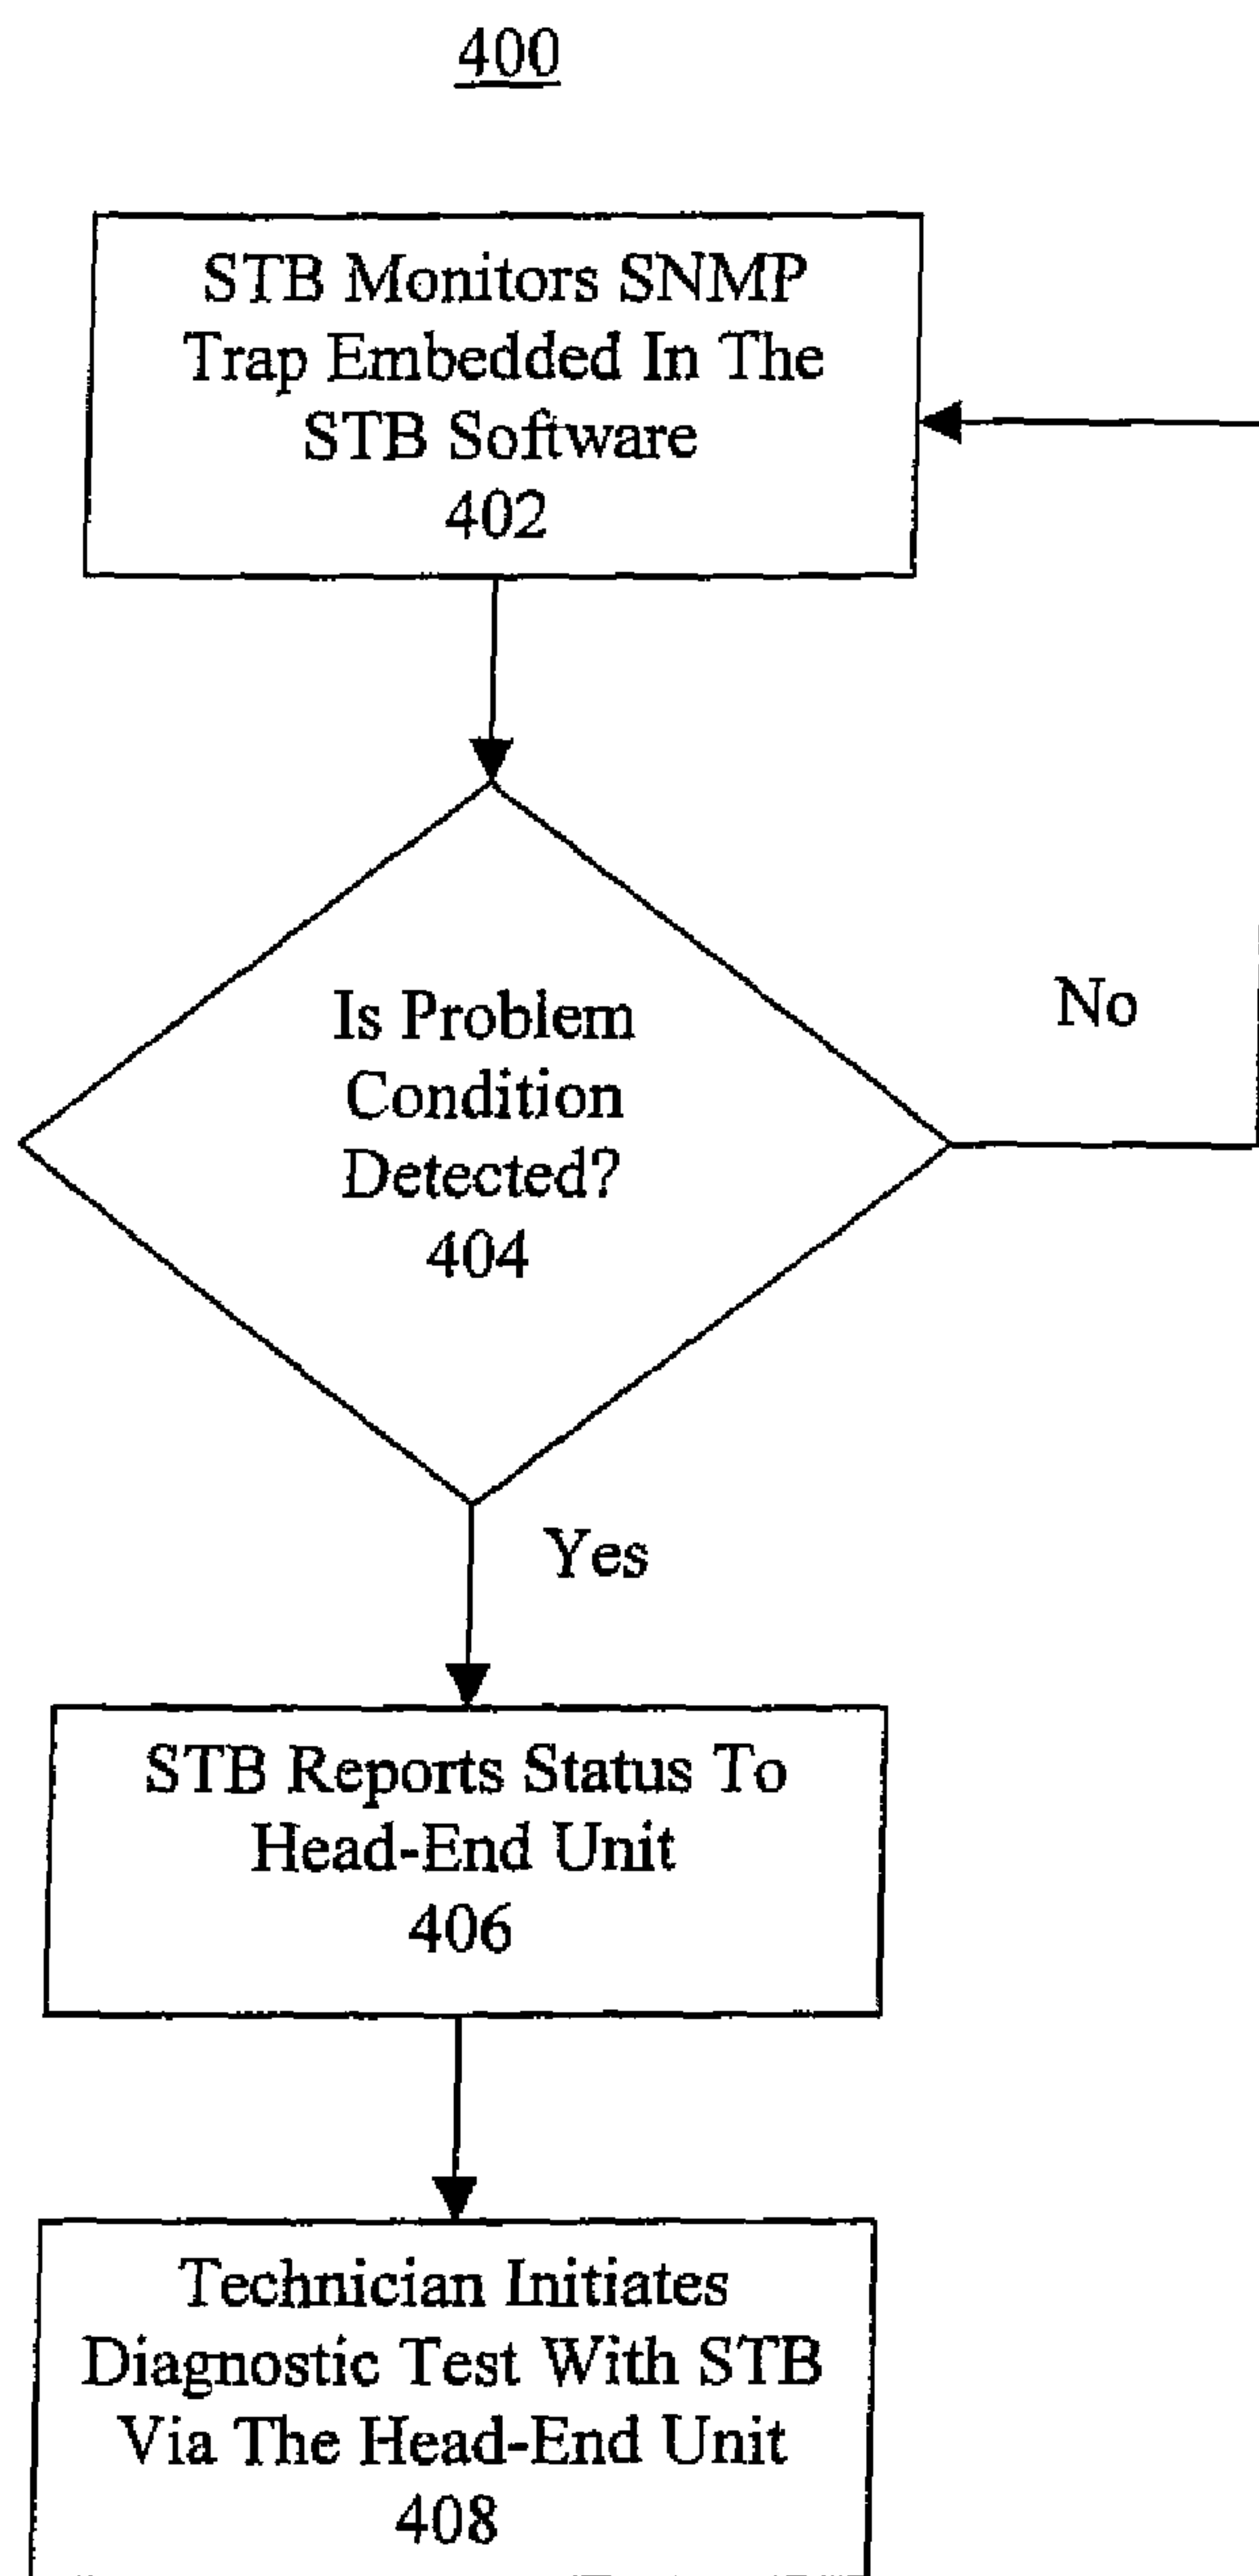 400
STB Monitors SNMP
Trap Embedded In The
STB Software
402
Is Problem
Condition
Detected?
404
No
Yes
STB Reports Status To
Head-End Unit
406
Technician Initiates
Diagnostic Test With STB
Via The Head-End Unit
408